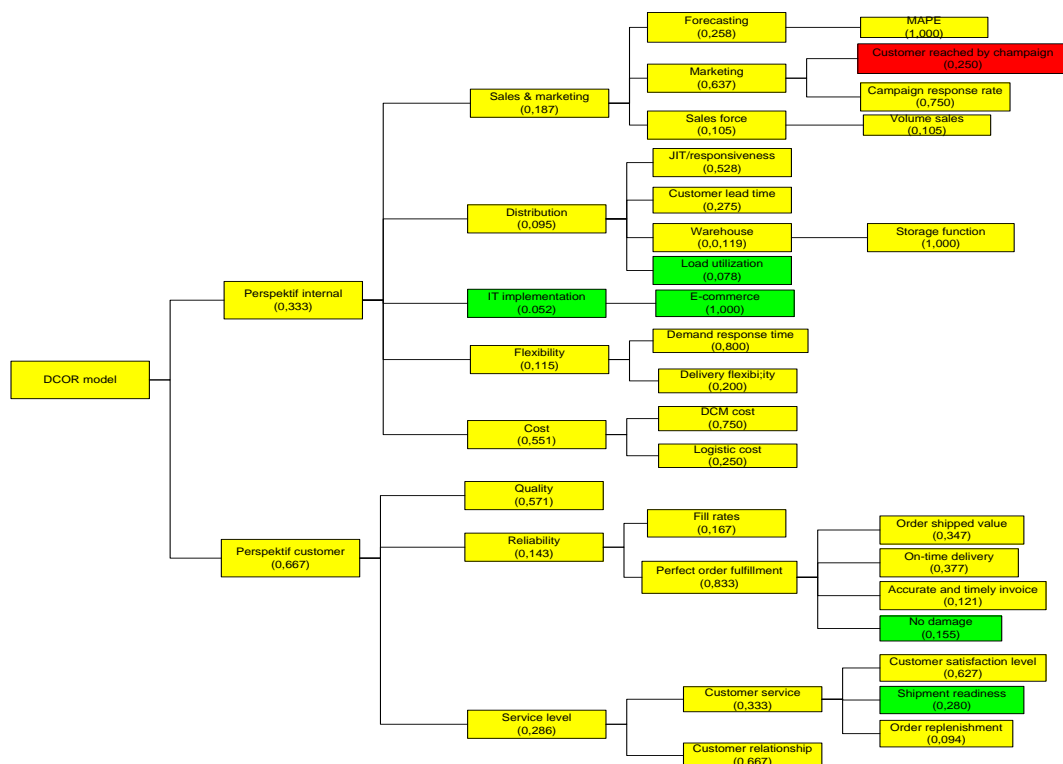 DCOR model
Perspektif internal
(0,333)
Sales & marketing
(0,187)
Forecasting
(0,258)
MAPE
(1,000)
Marketing
(0,637)
Customer reached by champaign
(0,250)
Campaign response rate
(0,750)
Sales force
(0,105)
Volume sales
(0,105)
Distribution
(0,095)
JIT/responsiveness
(0,528)
Customer lead time
(0,275)
Warehouse
(0,0,119)
Storage function
(1,000)
Load utilization
(0,078)
IT implementation
(0.052)
E-commerce
(1,000)
Flexibility
(0,115)
Demand response time
(0,800)
Delivery flexibi;ity
(0,200)
Cost
(0,551)
DCM cost
(0,750)
Logistic cost
(0,250)
Perspektif customer
(0,667)
Quality
(0,571)
Reliability
(0,143)
Fill rates
(0,167)
Perfect order fulfillment
(0,833)
Order shipped value
(0,347)
On-time delivery
(0,377)
Accurate and timely invoice
(0,121)
No damage
(0,155)
Service level
(0,286)
Customer service
(0,333)
Customer satisfaction level
(0,627)
Shipment readiness
(0,280)
Order replenishment
(0,094)
Customer relationship
(0,667)